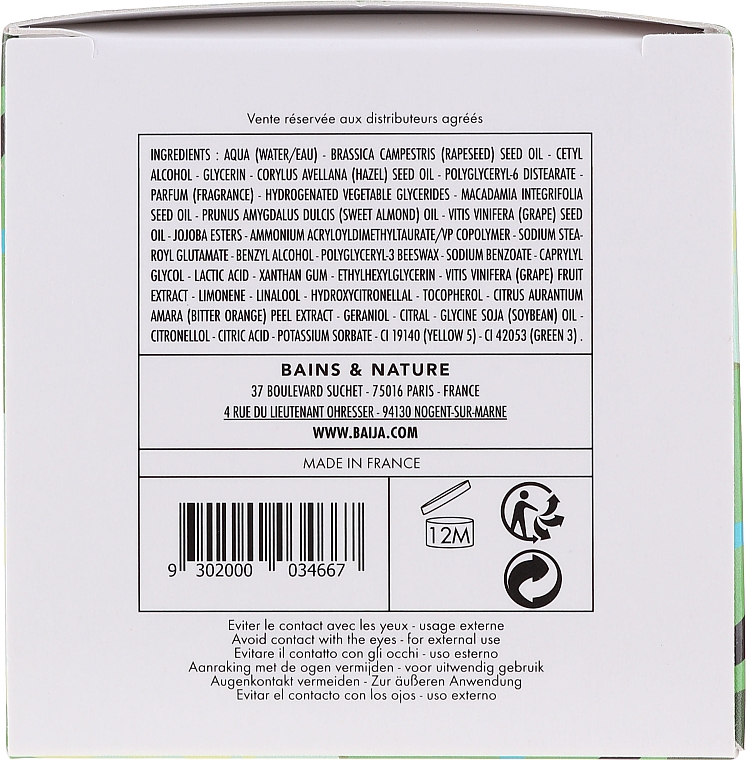 Vente réservée aux distributeurs agréés
INGREDIENTS : AQUA (WATER/EAU) - BRASSICA CAMPESTRIS (RAPESEED) SEED OIL - CETYL
ALCOHOL - GLYCERIN - CORYLUS AVELLANA (HAZEL) SEED OIL - POLYGLYCERYL-6 DISTEARATE -
PARFUM (FRAGRANCE) - HYDROGENATED VEGETABLE GLYCERIDES - MACADAMIA INTEGRIFOLIA
SEED OIL - PRUNUS AMYGDALUS DULCIS (SWEET ALMOND) OIL - VITIS VINIFERA (GRAPE) SEED
OIL - JOJOBA ESTERS - AMMONIUM ACRYLOYLDIMETHYLTAURATE/VP COPOLYMER - SODIUM STEA-
ROYL GLUTAMATE - BENZYL ALCOHOL - POLYGLYCERYL-3 BEESWAX - SODIUM BENZOATE - CAPRYLYL
GLYCOL - LACTIC ACID - XANTHAN GUM - ETHYLHEXYLGLYCERIN - VITIS VINIFERA (GRAPE) FRUIT
EXTRACT - LIMONENE - LINALOOL - HYDROXYCITRONELLAL - TOCOPHEROL - CITRUS AURANTIUM
AMARA (BITTER ORANGE) PEEL EXTRACT - GERANIOL - CITRAL - GLYCINE SOJA (SOYBEAN) OIL -
CITRONELLOL - CITRIC ACID - POTASSIUM SORBATE - CI 19140 (YELLOW 5) - CI 42053 (GREEN 3) .
BAINS & NATURE
37 BOULEVARD SUCHET - 75016 PARIS - FRANCE
4 RUE DU LIEUTENANT OHRESSER - 94130 NOGENT-SUR-MARNE
WWW.BAIJA.COM
MADE IN FRANCE
12M
9 302000 034667
Eviter le contact avec les yeux - usage externe
Avoid contact with the eyes - for external use
Evitare il contatto con gli occhi - uso esterno
Aanraking met de ogen vermijden - voor uitwendig gebruik
Augenkontakt vermeiden - Zur äußeren Anwendung
Evitar el contacto con los ojos - uso externo